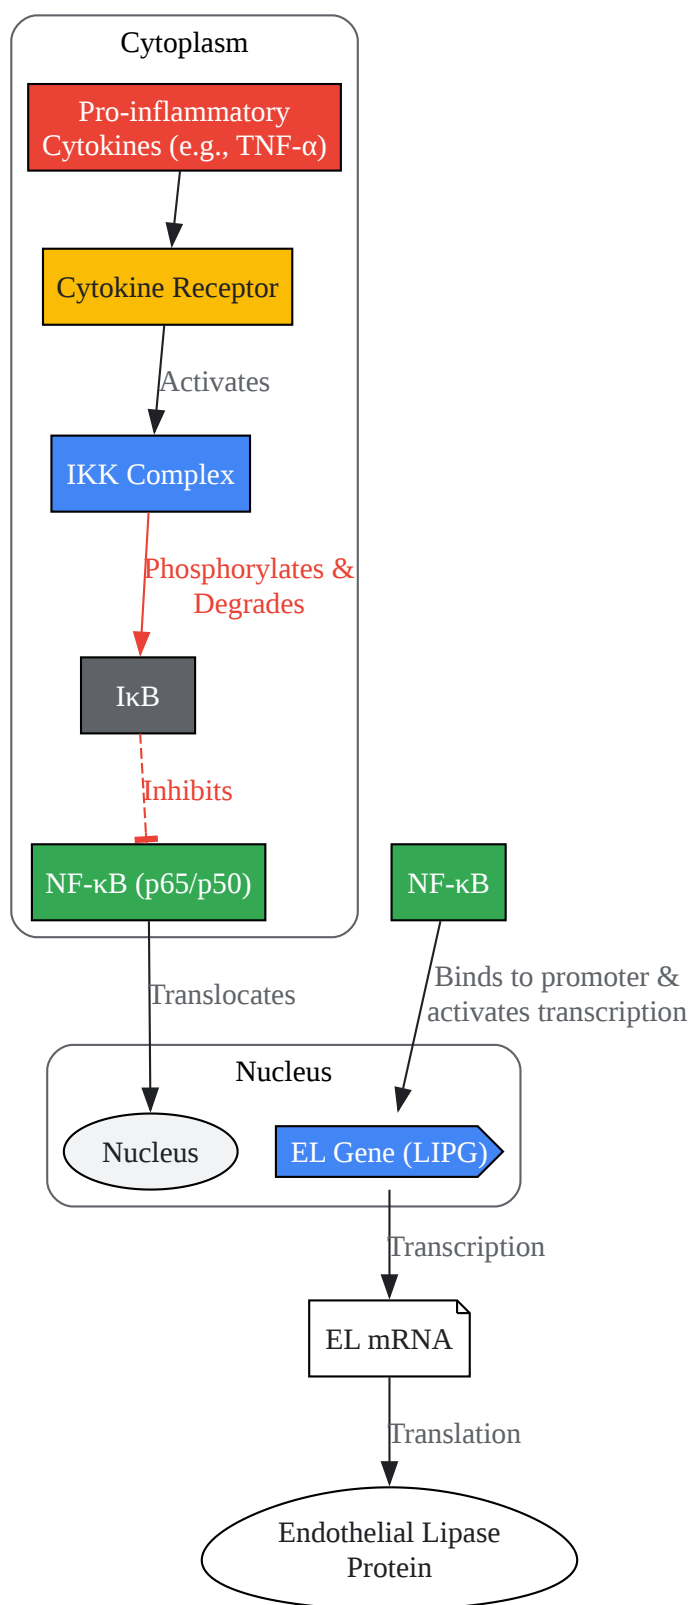 Cytoplasm
Pro-inflammatory
Cytokines (e.g., TNF-α)
Cytokine Receptor
Activates
IKK Complex
Phosphorylates &
Degrades
IκB
Inhibits
NF-κB (p65/p50)
NF-κB
Binds to promoter &
activates transcription
Translocates
Nucleus
Nucleus
EL Gene (LIPG)
Transcription
EL mRNA
Translation
Endothelial Lipase
Protein